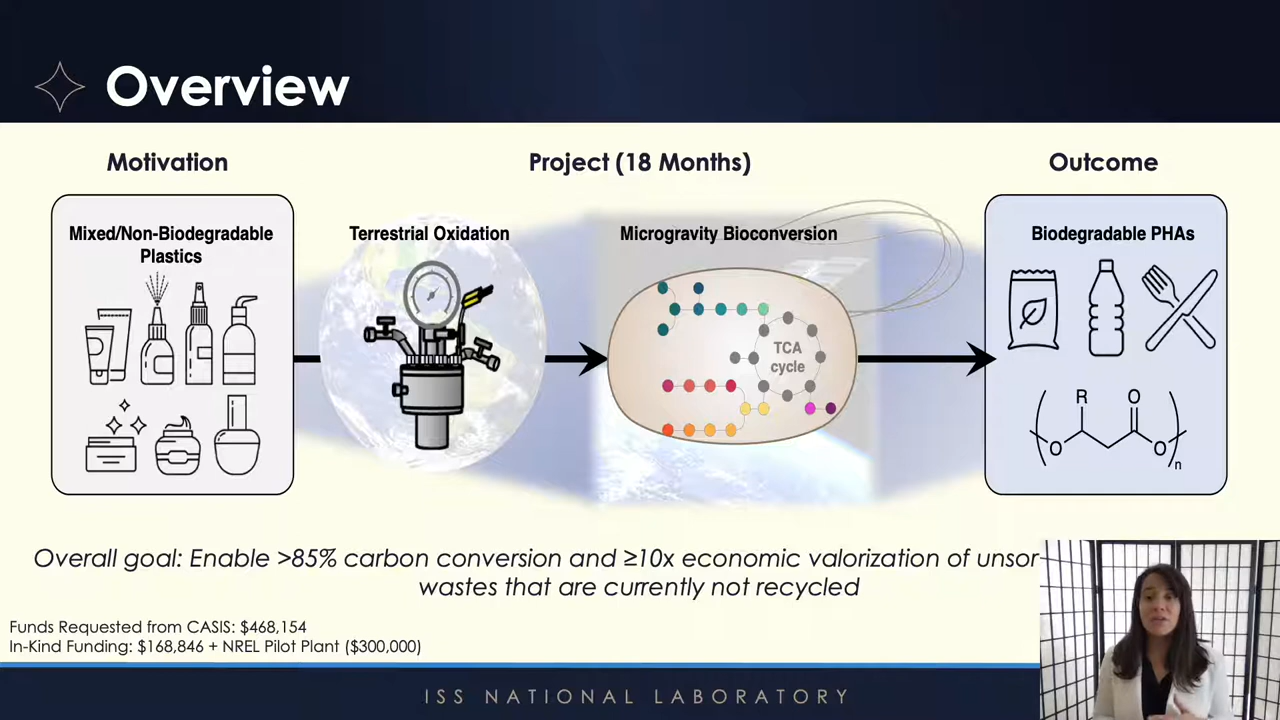 Overview
Motivation
Project (18 Months)
Outcome
Mixed/Non-Biodegradable
Plastics
Terrestrial Oxidation
Microgravity Bioconversion
Biodegradable PHAs
TCA
cycle
R
O
O
O
n
Overall goal: Enable >85% carbon conversion and ≥10x economic valorization of
wastes that are currently not recycled
Funds Requested from CASIS: $468,154
In-Kind Funding: $168,846 + NREL Pilot Plant ($300,000)
ISS NATIONAL LABORATORY